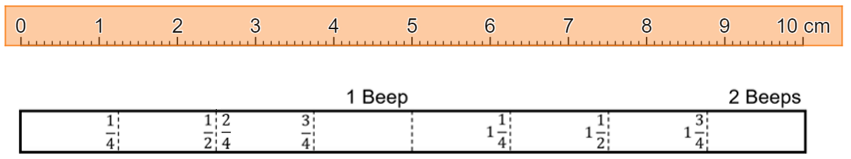 0 1 2 3 4 5 6 7 8 9 10 cm
1 Beep 2 Beeps
1/4 1/2 2/4 3/4 1 1/4 1 1/2 1 3/4